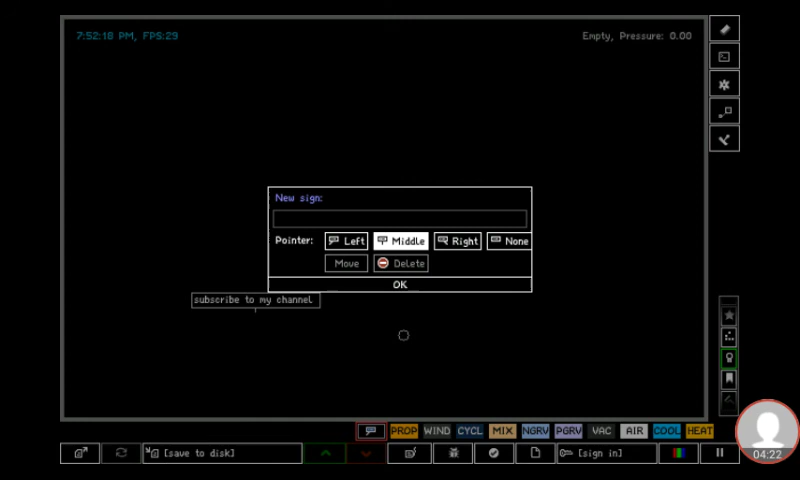 7:52:18 PM, FPS:29
Empty, Pressure: 0.00
New sign:
Pointer: Left Middle Right None
Move Delete
OK
subscribe to my channel
PROP WIND CYCL MIX NGRV PGRV VAC AIR COOL HEAT
[save to disk] [sign in]
04:22